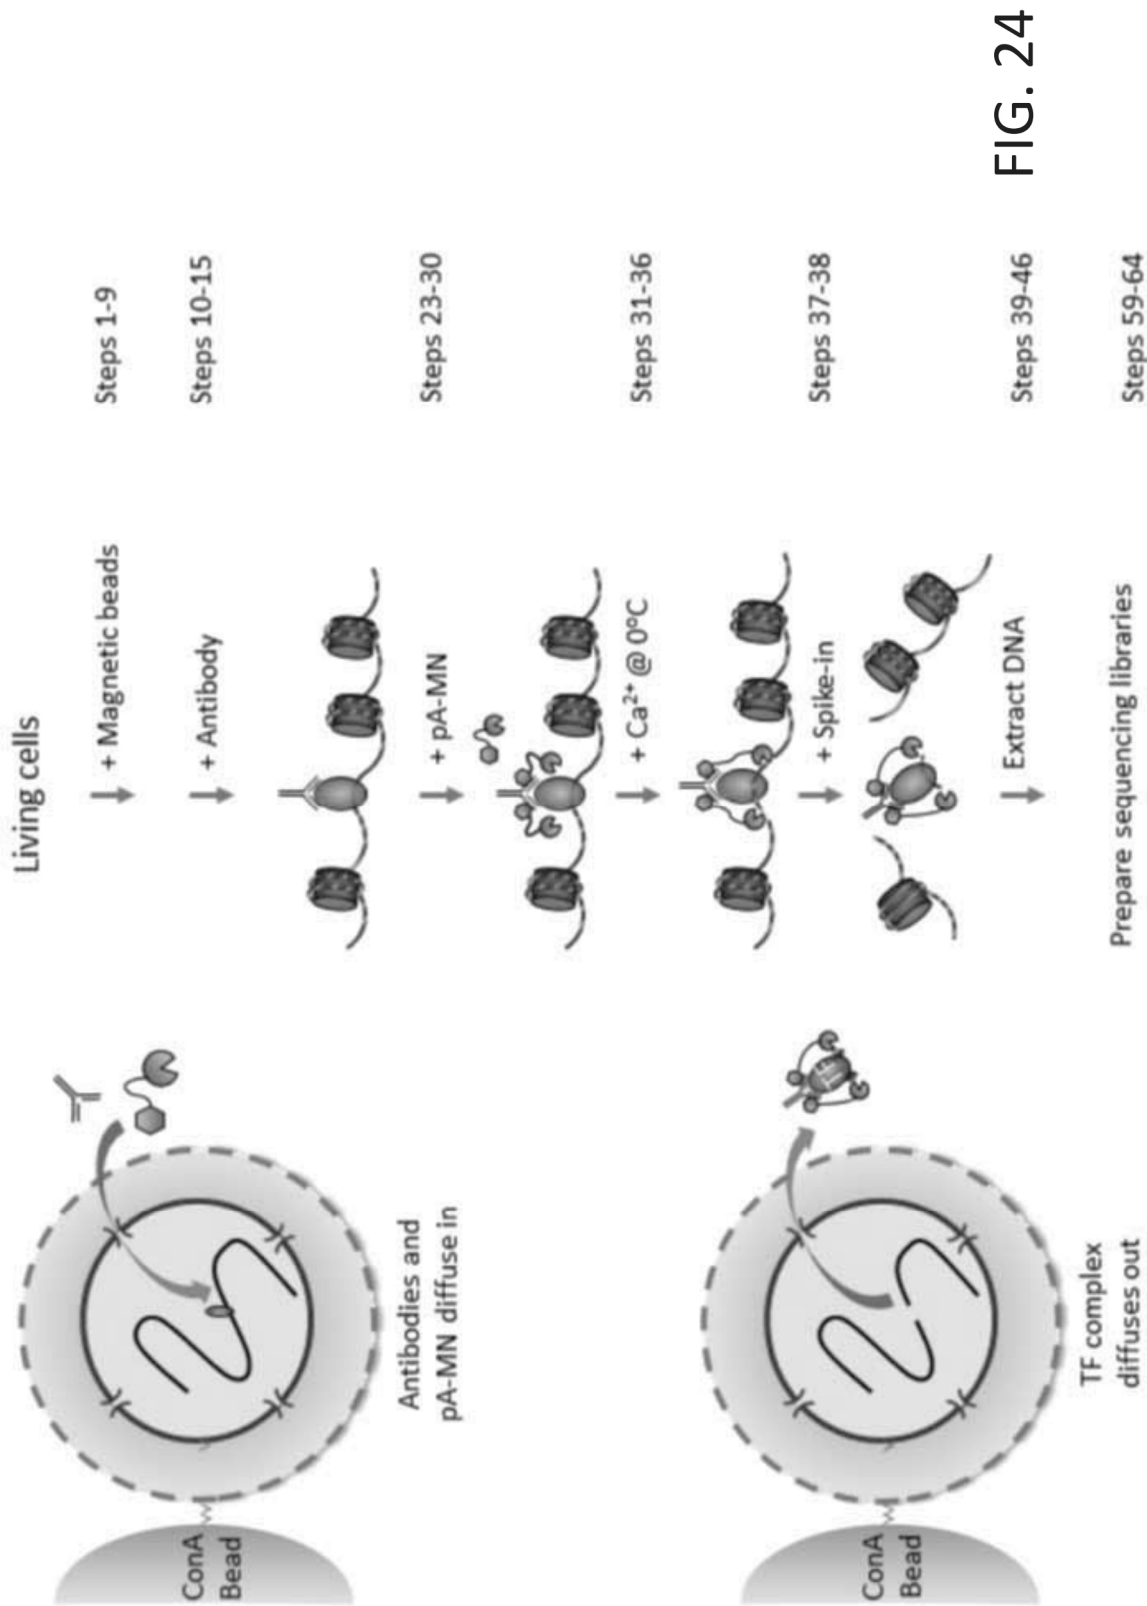 Living cells
+ Magnetic beads
Steps 1-9
+ Antibody
Steps 10-15
+ pA-MN
Steps 23-30
+ Ca²⁺ @ 0°C
Steps 31-36
+ Spike-in
Steps 37-38
Extract DNA
Steps 39-46
Prepare sequencing libraries
Steps 59-64
ConA
Bead
Antibodies and
pA-MN diffuse in
ConA
Bead
TF complex
diffuses out
FIG. 24